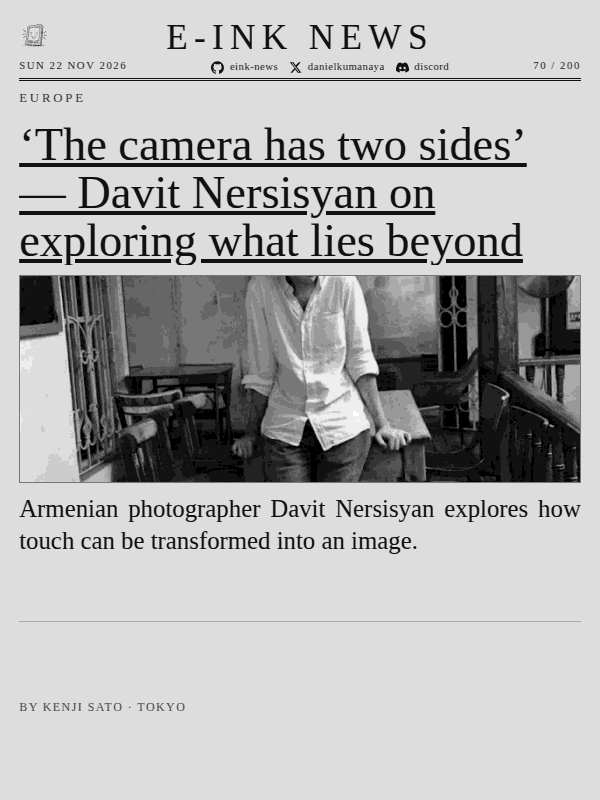 E-INK NEWS
SUN 22 NOV 2026
eink-news danielkumanaya discord
70 / 200
EUROPE
‘The camera has two sides’
— Davit Nersisyan on
exploring what lies beyond
Armenian photographer Davit Nersisyan explores how
touch can be transformed into an image.
BY KENJI SATO · TOKYO